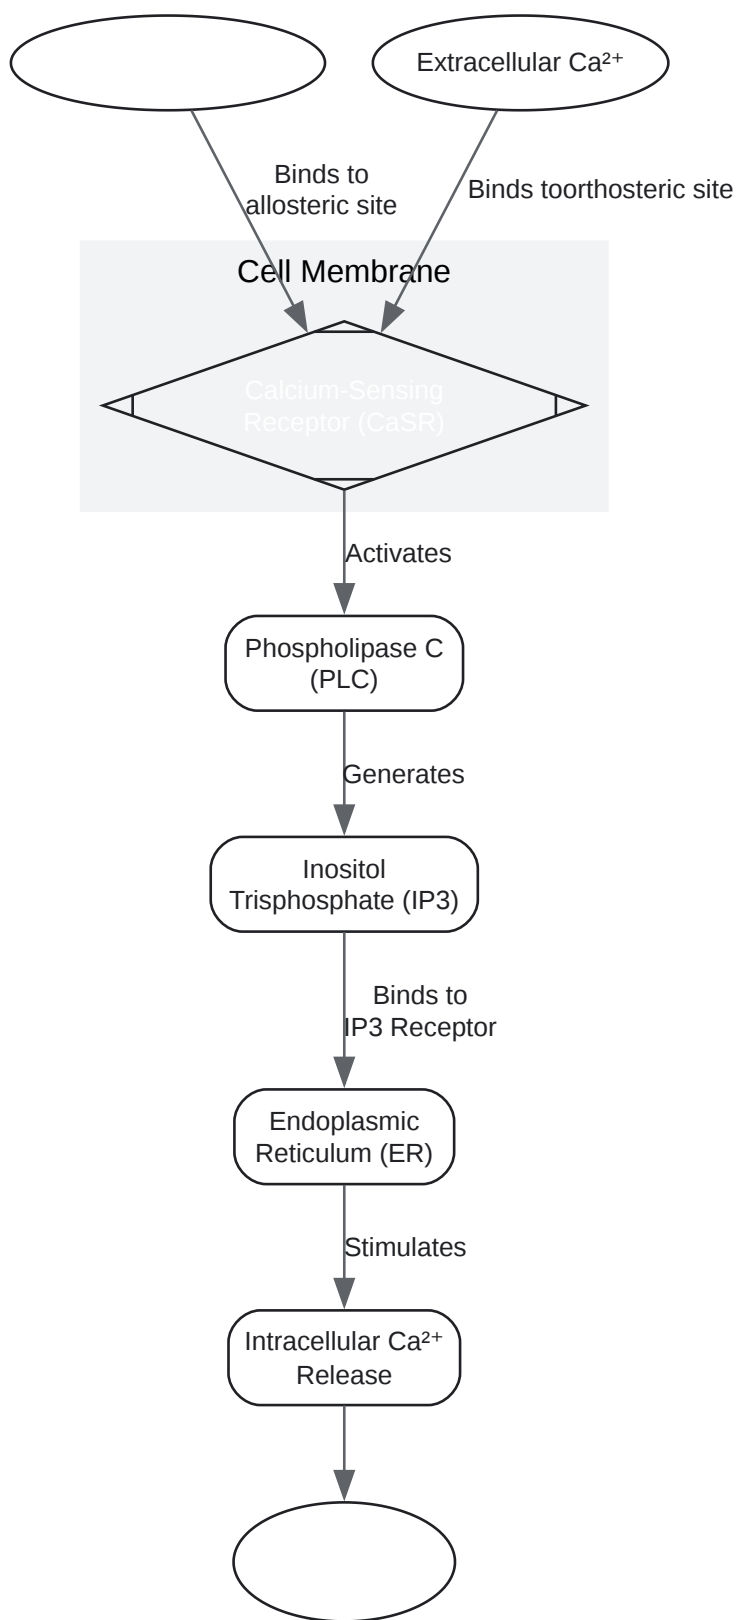 Extracellular Ca²⁺
Binds to
allosteric site
Binds toorthosteric site
Cell Membrane
Calcium-Sensing
Receptor (CaSR)
Activates
Phospholipase C
(PLC)
Generates
Inositol
Trisphosphate (IP3)
Binds to
IP3 Receptor
Endoplasmic
Reticulum (ER)
Stimulates
Intracellular Ca²⁺
Release